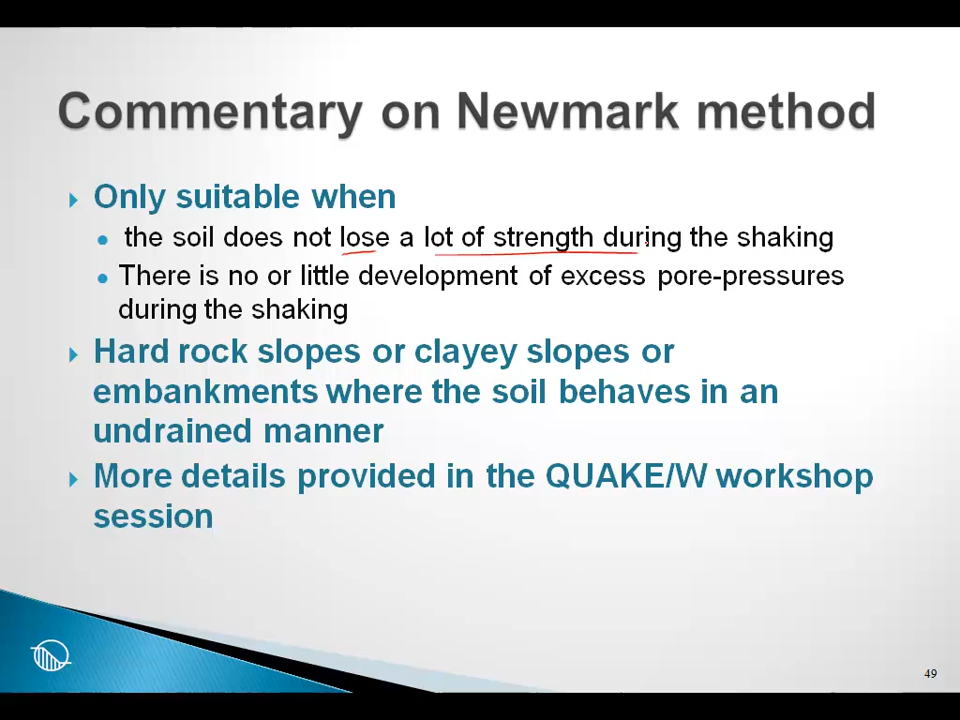 Commentary on Newmark method
Only suitable when
the soil does not lose a lot of strength during the shaking
There is no or little development of excess pore-pressures
during the shaking
Hard rock slopes or clayey slopes or
embankments where the soil behaves in an
undrained manner
More details provided in the QUAKE/W workshop
session
49